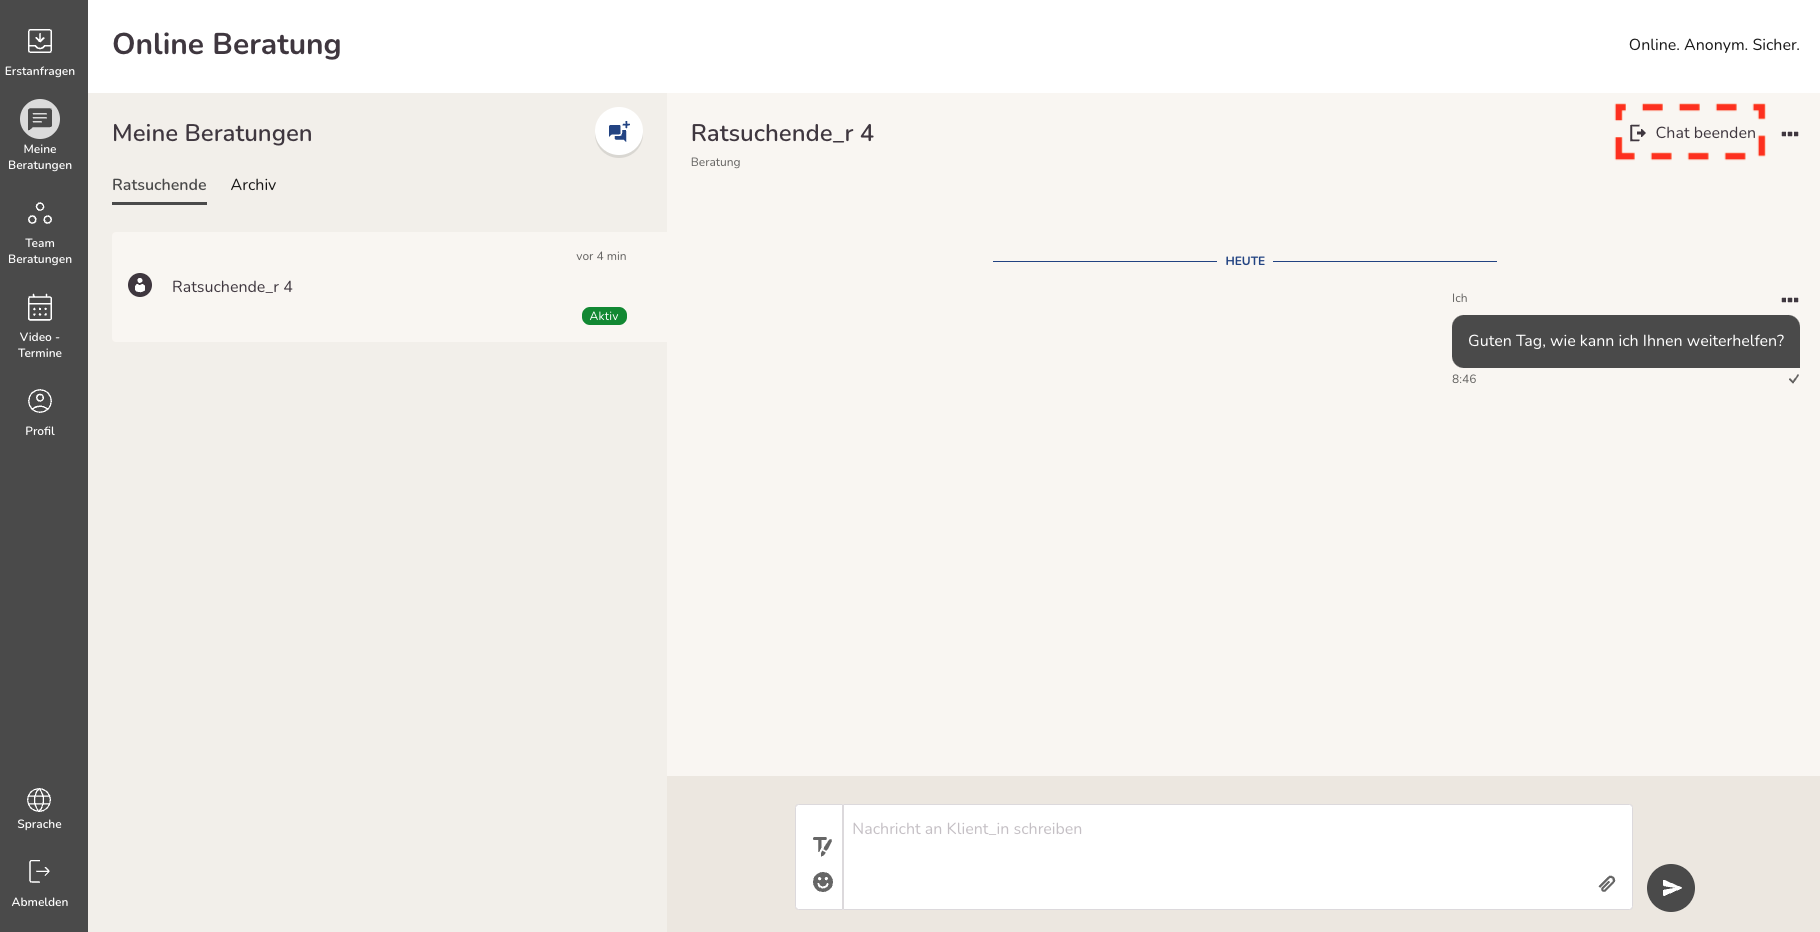 Online Beratung
Online. Anonym. Sicher.
Erstanfragen
Meine
Beratungen
Team
Beratungen
Video -
Termine
Profil
Sprache
Abmelden
Meine Beratungen
Ratsuchende Archiv
vor 4 min
Ratsuchende_r 4
Aktiv
Ratsuchende_r 4
Beratung
Chat beenden
HEUTE
Ich
Guten Tag, wie kann ich Ihnen weiterhelfen?
8:46
Nachricht an Klient_in schreiben